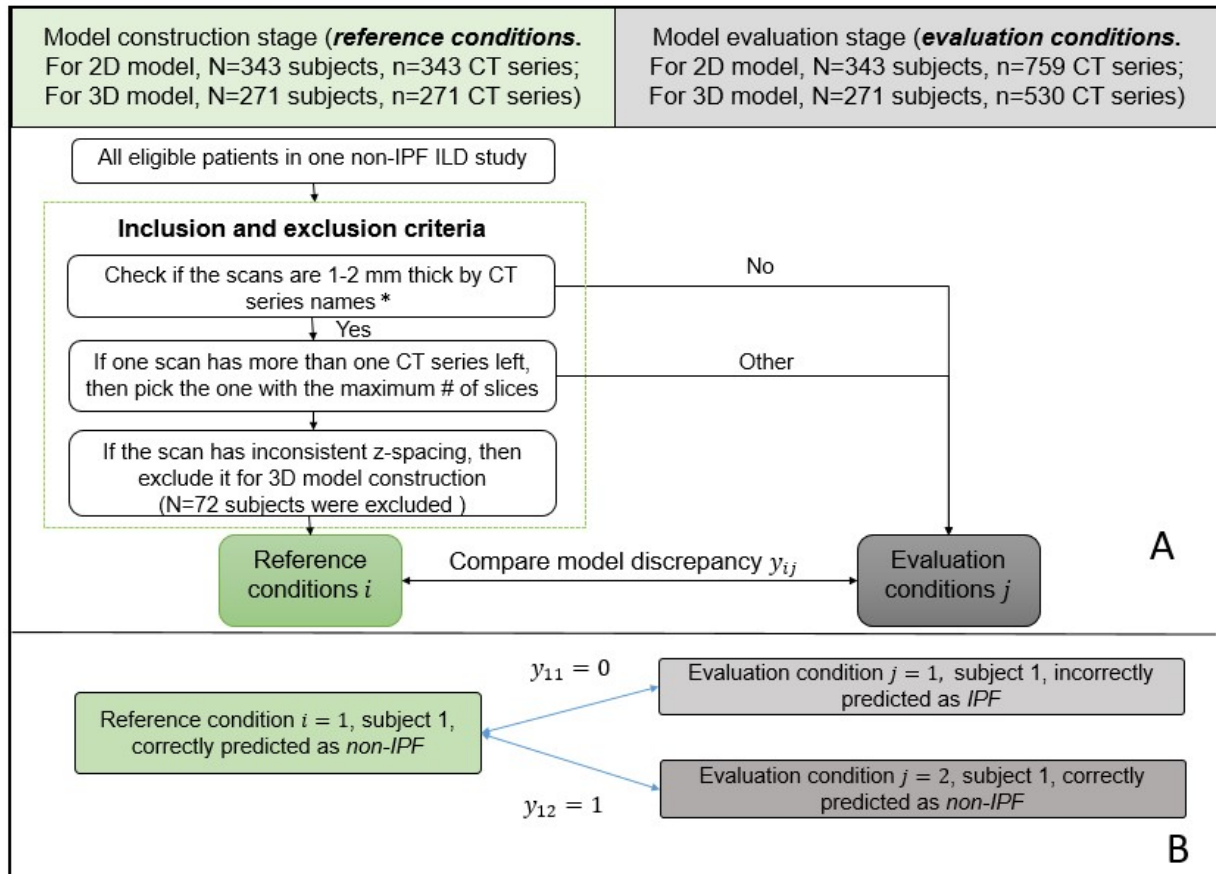 Model construction stage (reference conditions.
For 2D model, N=343 subjects, n=343 CT series;
For 3D model, N=271 subjects, n=271 CT series)
Model evaluation stage (evaluation conditions.
For 2D model, N=343 subjects, n=759 CT series;
For 3D model, N=271 subjects, n=530 CT series)
All eligible patients in one non-IPF ILD study
Inclusion and exclusion criteria
Check if the scans are 1-2 mm thick by CT
series names *
No
Yes
If one scan has more than one CT series left,
then pick the one with the maximum # of slices
Other
If the scan has inconsistent z-spacing, then
exclude it for 3D model construction
(N=72 subjects were excluded )
Reference
conditions i
Compare model discrepancy y_{ij}
Evaluation
conditions j
A
Reference condition i = 1, subject 1,
correctly predicted as non-IPF
y_{11} = 0
Evaluation condition j = 1, subject 1, incorrectly
predicted as IPF
y_{12} = 1
Evaluation condition j = 2, subject 1, correctly
predicted as non-IPF
B